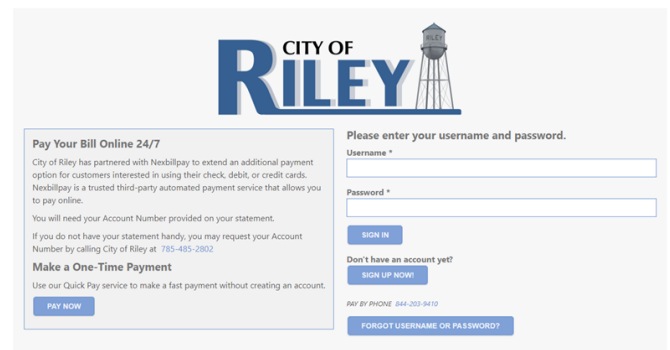 CITY OF
RILEY
RILEY
Pay Your Bill Online 24/7
City of Riley has partnered with Nexbillpay to extend an additional payment
option for customers interested in using their check, debit, or credit cards.
Nexbillpay is a trusted third-party automated payment service that allows you
to pay online.
You will need your Account Number provided on your statement.
If you do not have your statement handy, you may request your Account
Number by calling City of Riley at 785-485-2802
Make a One-Time Payment
Use our Quick Pay service to make a fast payment without creating an account.
PAY NOW
Please enter your username and password.
Username *
Password *
SIGN IN
Don't have an account yet?
SIGN UP NOW!
PAY BY PHONE 844-203-9410
FORGOT USERNAME OR PASSWORD?